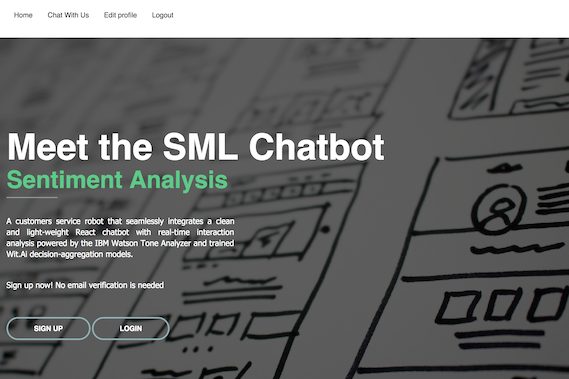 Home Chat With Us Edit profile Logout
Meet the SML Chatbot
Sentiment Analysis
A customers service robot that seamlessly integrates a clean
and light-weight React chatbot with real-time interaction
analysis powered by the IBM Watson Tone Analyzer and trained
Wit.Ai decision-aggregation models.
Sign up now! No email verification is needed
SIGN UP LOGIN